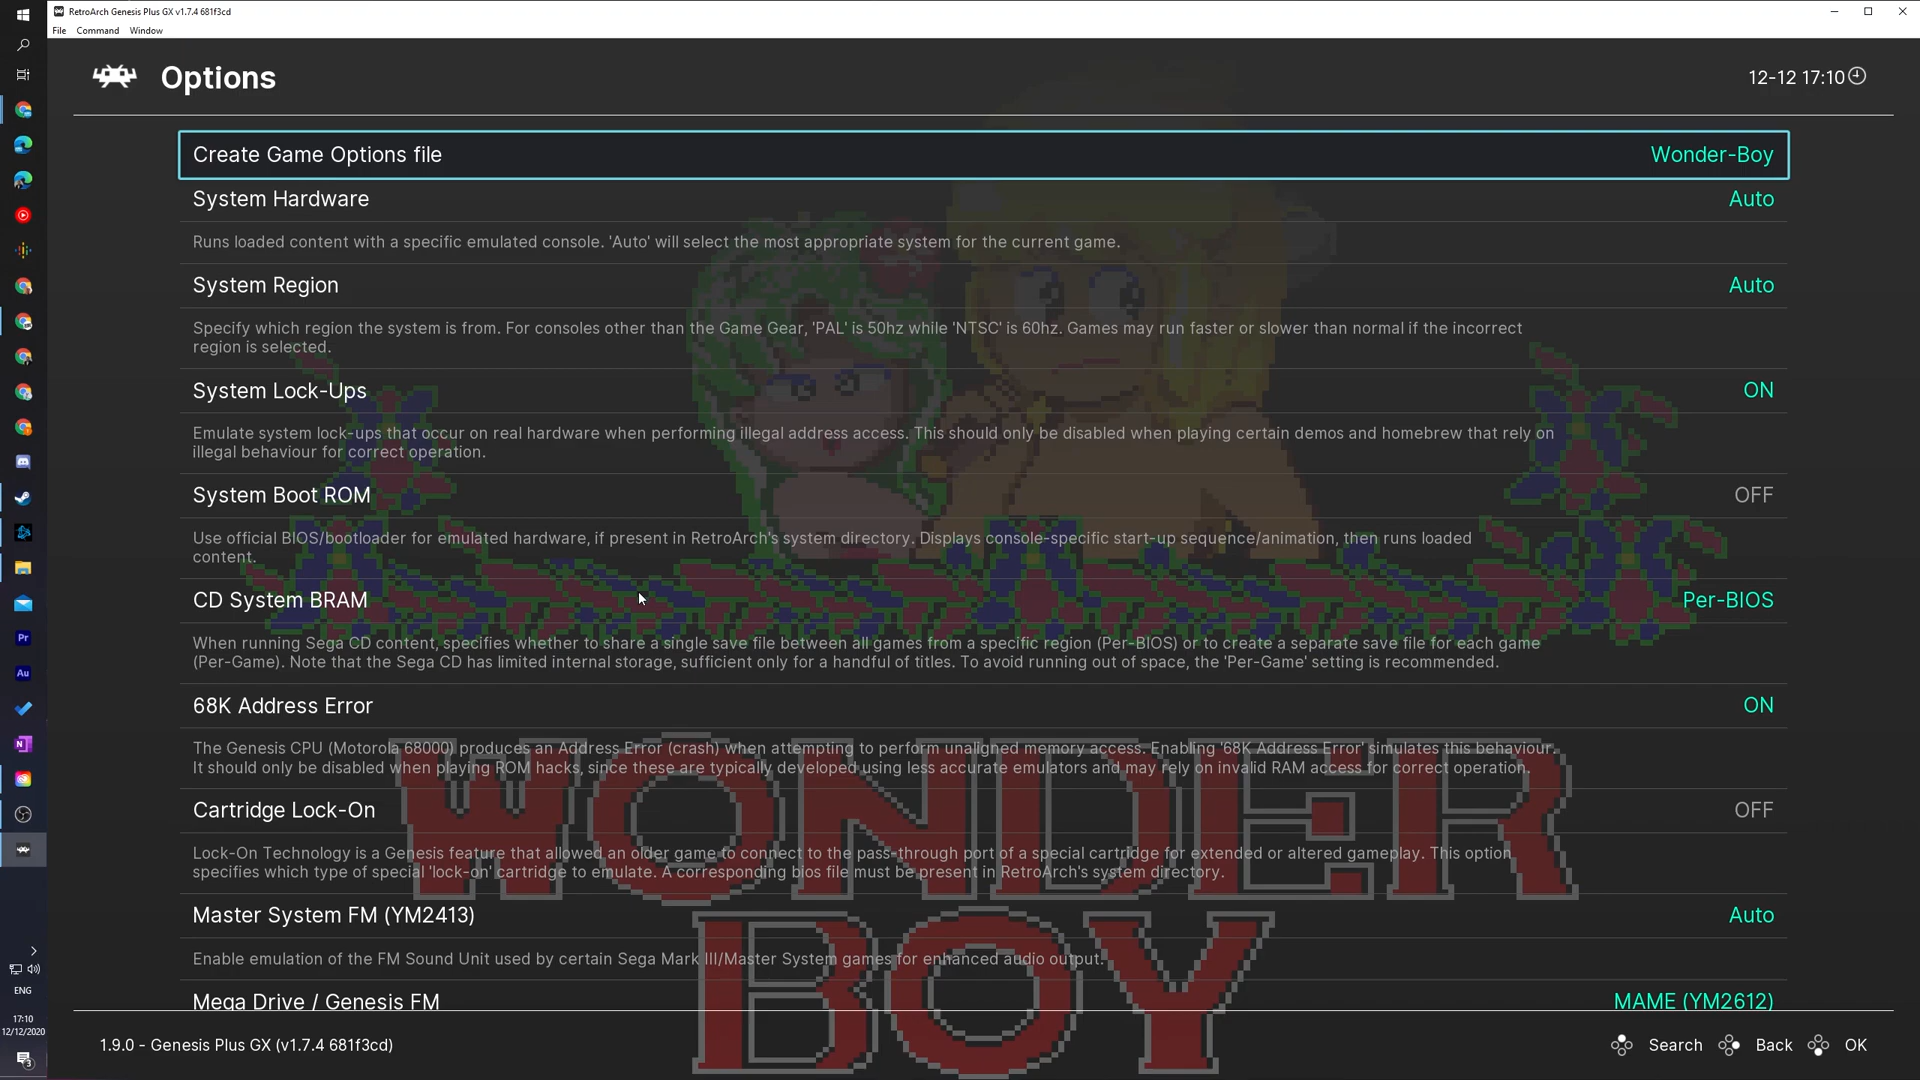 RetroArch Genesis Plus GX v1.7.4 681f3cd
File Command Window
Options
12-12 17:10
Create Game Options file Wonder-Boy
System Hardware Auto
Runs loaded content with a specific emulated console. 'Auto' will select the most appropriate system for the current game.
System Region Auto
Specify which region the system is from. For consoles other than the Game Gear, 'PAL' is 50hz while 'NTSC' is 60hz. Games may run faster or slower than normal if the incorrect
region is selected.
System Lock-Ups ON
Emulate system lock-ups that occur on real hardware when performing illegal address access. This should only be disabled when playing certain demos and homebrew that rely on
illegal behaviour for correct operation.
System Boot ROM OFF
Use official BIOS/bootloader for emulated hardware, if present in RetroArch's system directory. Displays console-specific start-up sequence/animation, then runs loaded
content.
CD System BRAM Per-BIOS
When running Sega CD content, specifies whether to share a single save file between all games from a specific region (Per-BIOS) or to create a separate save file for each game
(Per-Game). Note that the Sega CD has limited internal storage, sufficient only for a handful of titles. To avoid running out of space, the 'Per-Game' setting is recommended.
68K Address Error ON
The Genesis CPU (Motorola 68000) produces an Address Error (crash) when attempting to perform unaligned memory access. Enabling '68K Address Error' simulates this behaviour.
It should only be disabled when playing ROM hacks, since these are typically developed using less accurate emulators and may rely on invalid RAM access for correct operation.
Cartridge Lock-On OFF
Lock-On Technology is a Genesis feature that allowed an older game to connect to the pass-through port of a special cartridge for extended or altered gameplay. This option
specifies which type of special 'lock-on' cartridge to emulate. A corresponding bios file must be present in RetroArch's system directory.
Master System FM (YM2413) Auto
Enable emulation of the FM Sound Unit used by certain Sega Mark III/Master System games for enhanced audio output.
Mega Drive / Genesis FM MAME (YM2612)
WONDER
BOY
1.9.0 - Genesis Plus GX (v1.7.4 681f3cd)
Search Back OK
Pr
Au
N
ENG
17:10
12/12/2020
3